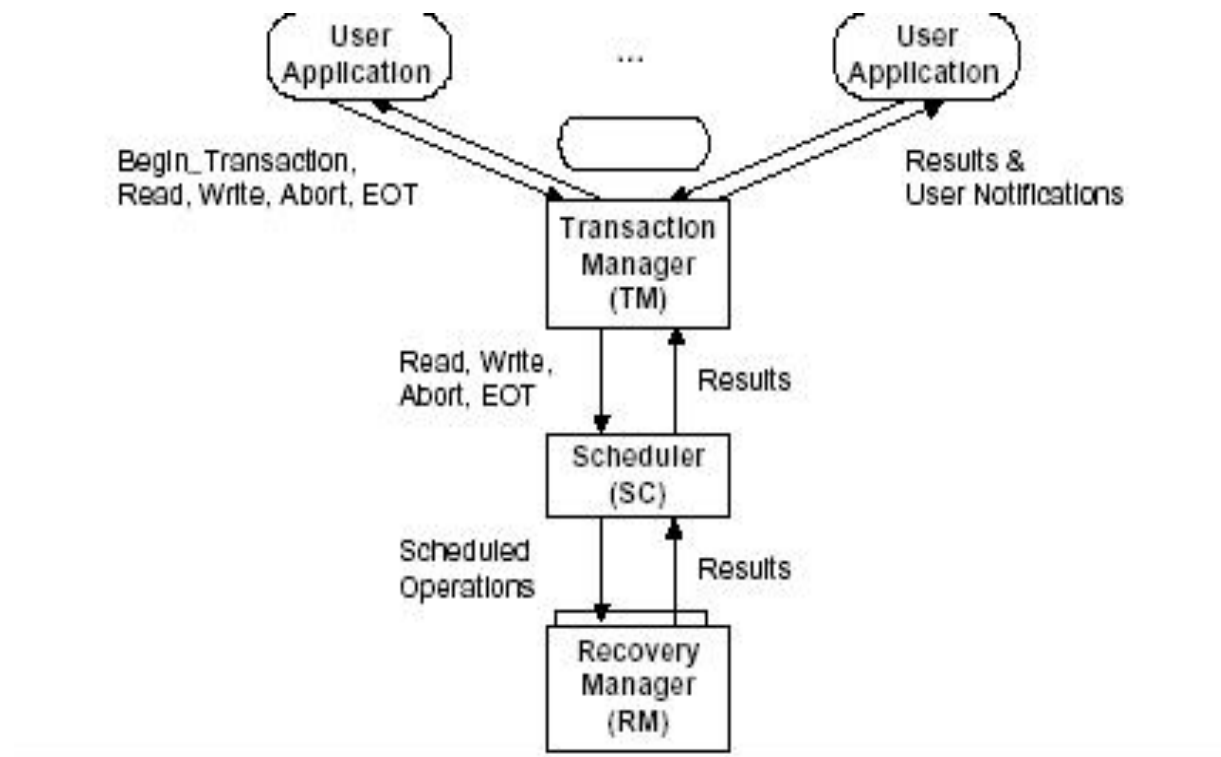 User
Application
...
User
Application
Begin_Transaction,
Read, Write, Abort, EOT
Results &
User Notifications
Transaction
Manager
(TM)
Read, Write,
Abort, EOT
Results
Scheduler
(SC)
Scheduled
Operations
Results
Recovery
Manager
(RM)